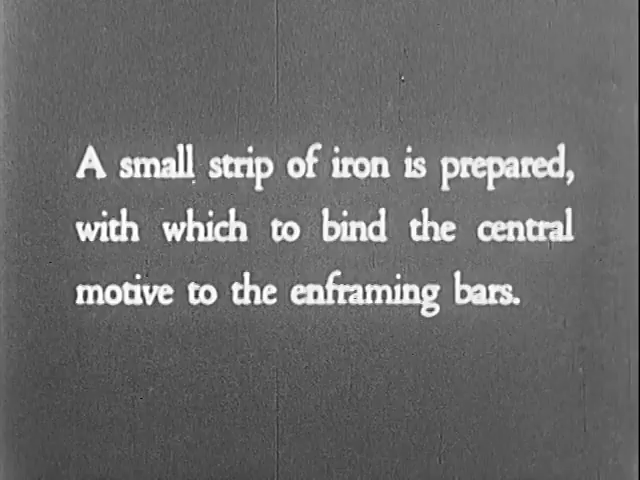 A small strip of iron is prepared,
with which to bind the central
motive to the enframing bars.